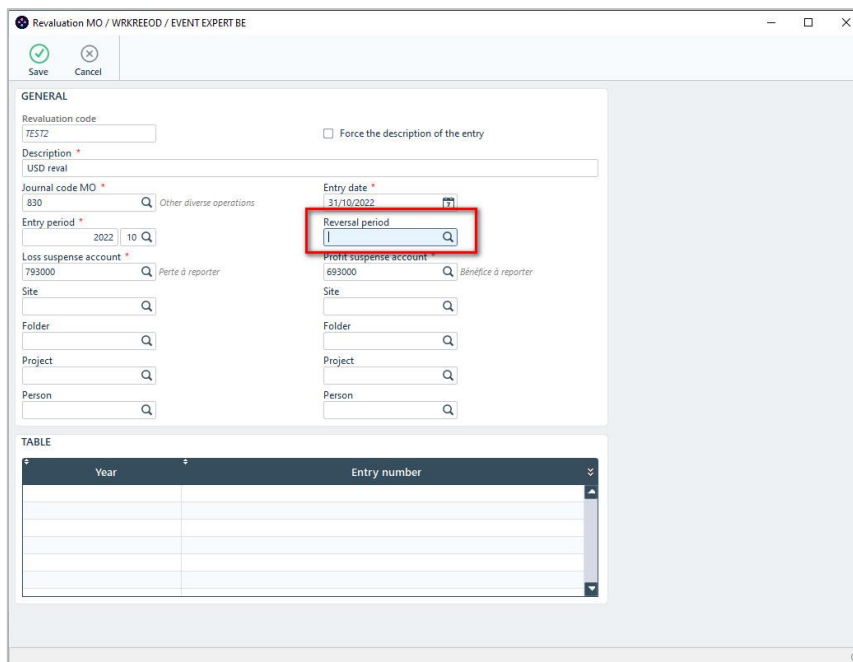 Revaluation MO / WRKREEOD / EVENT EXPERT BE
Save Cancel
GENERAL
Revaluation code
TEST2 Force the description of the entry
Description *
USD reval
Journal code MO * Entry date *
830 Other diverse operations 31/10/2022 7
Entry period * Reversal period
2022 10
Loss suspense account * Profit suspense account *
793000 Perte à reporter 693000 Bénéfice à reporter
Site Site
Folder Folder
Project Project
Person Person
TABLE
Year Entry number